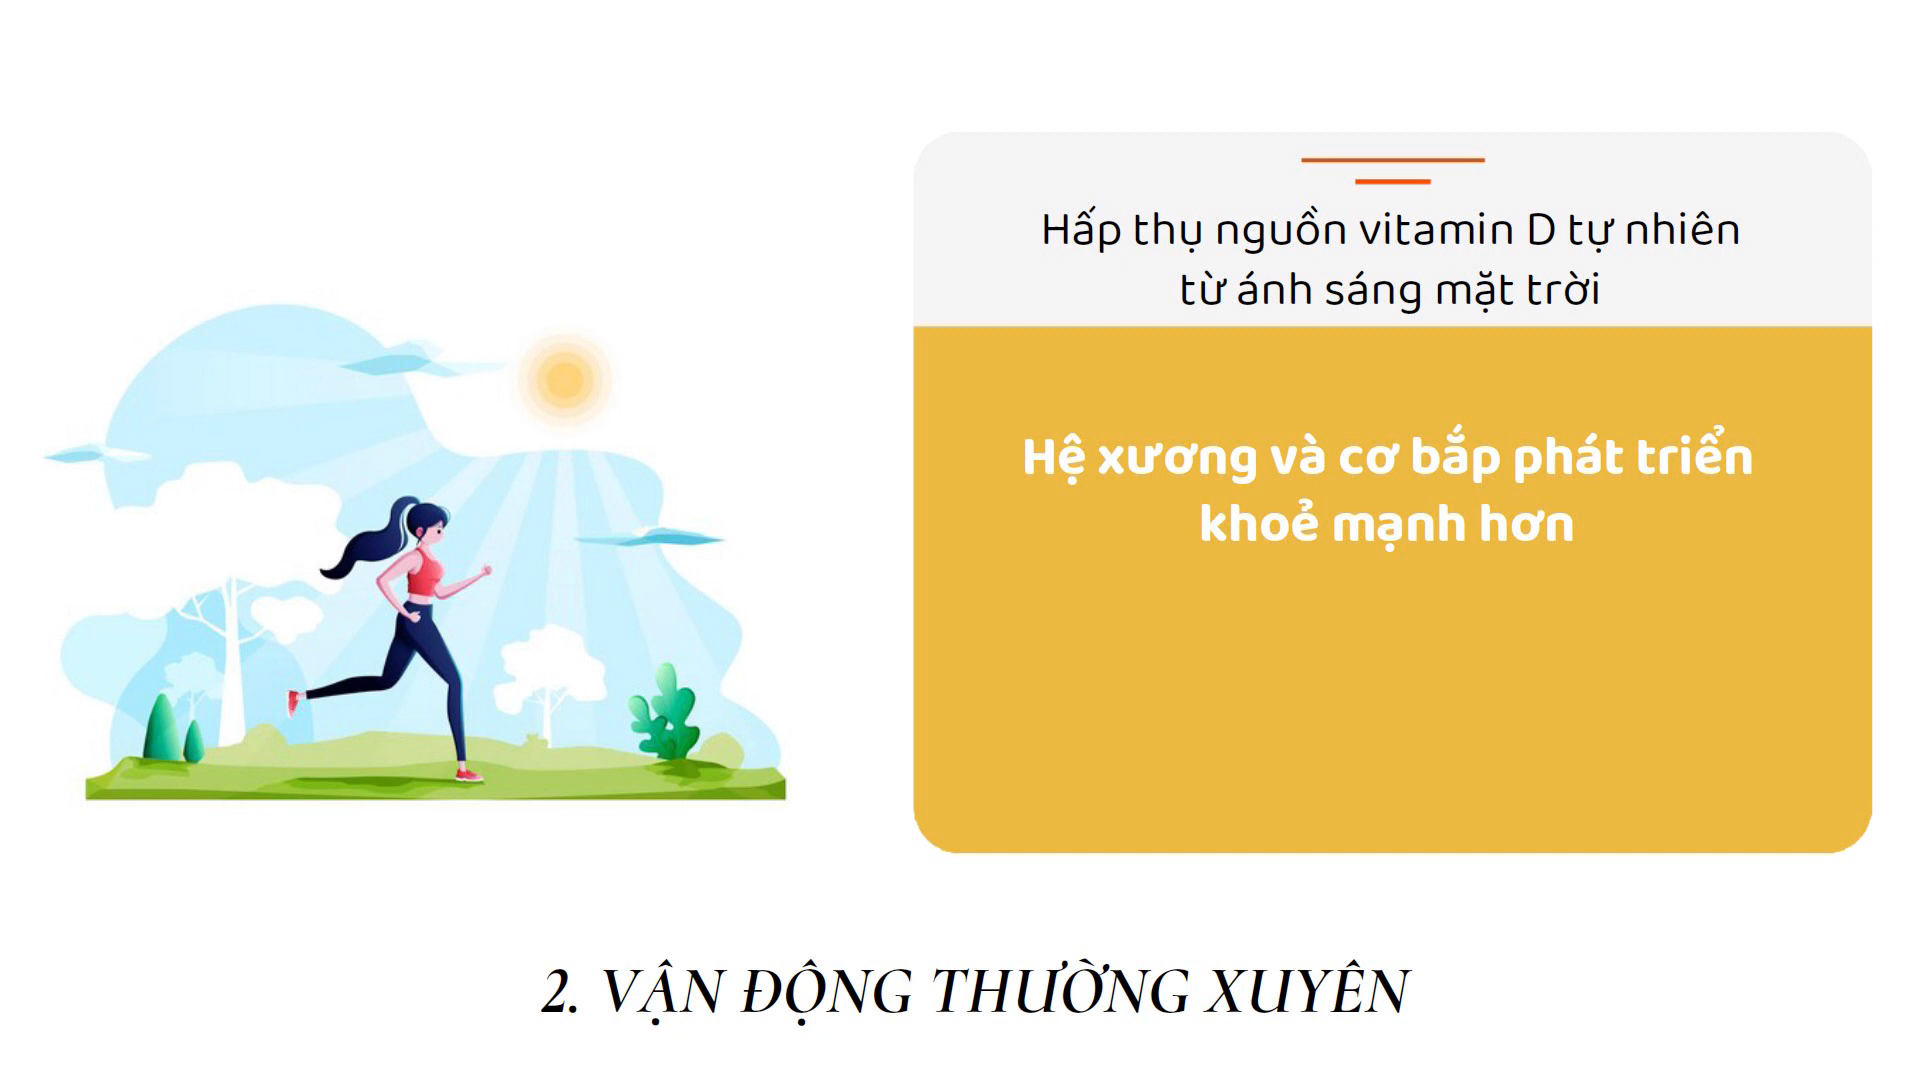 Hấp thụ nguồn vitamin D tự nhiên
từ ánh sáng mặt trời
Hệ xương và cơ bắp phát triển
khoẻ mạnh hơn
2. VẬN ĐỘNG THƯỜNG XUYÊN